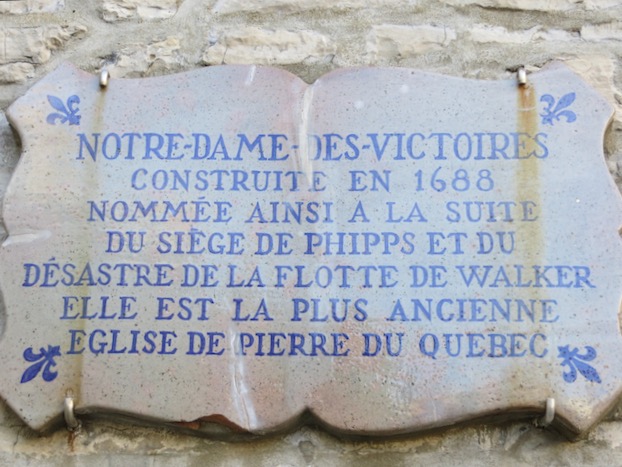 NOTRE-DAME-DES-VICTOIRES
CONSTRUITE EN 1688
NOMMÉE AINSI A LA SUITE
DU SIÈGE DE PHIPPS ET DU
DÉSASTRE DE LA FLOTTE DE WALKER
ELLE EST LA PLUS ANCIENNE
EGLISE DE PIERRE DU QUEBEC